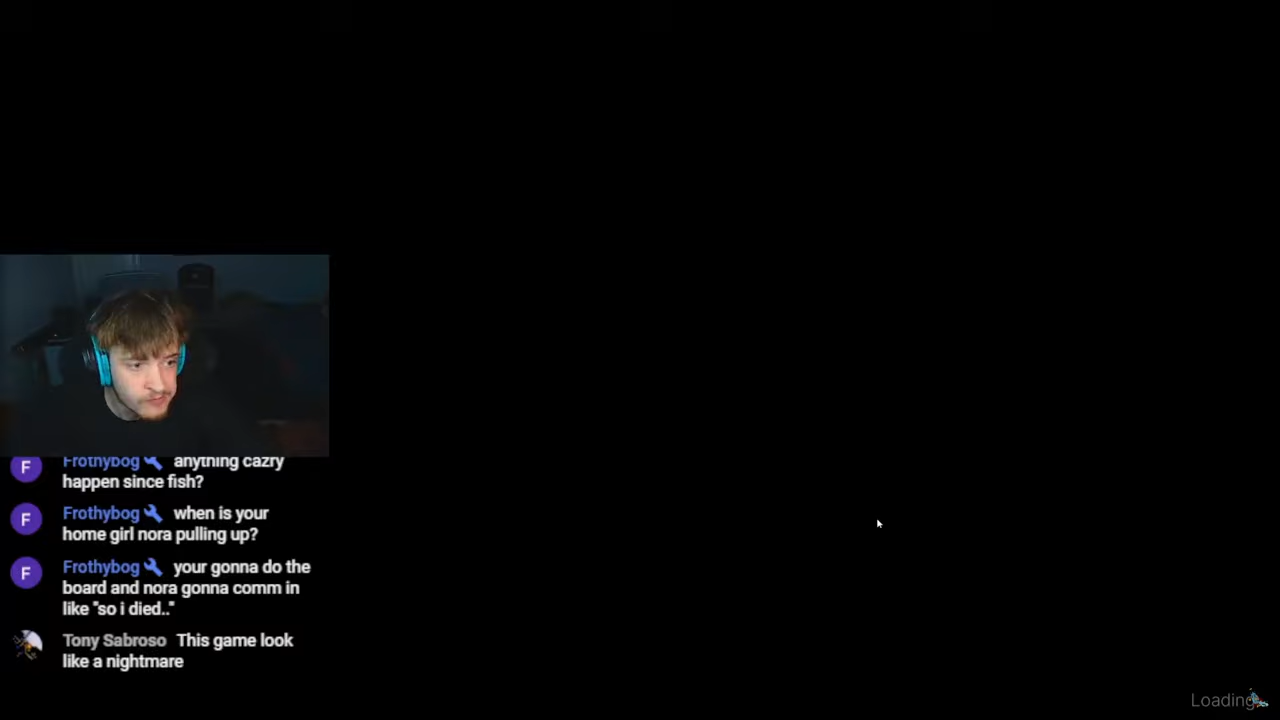 F Frothybog anything cazry
happen since fish?
F Frothybog when is your
home girl nora pulling up?
F Frothybog your gonna do the
board and nora gonna comm in
like "so i died.."
Tony Sabroso This game look
like a nightmare
Loading